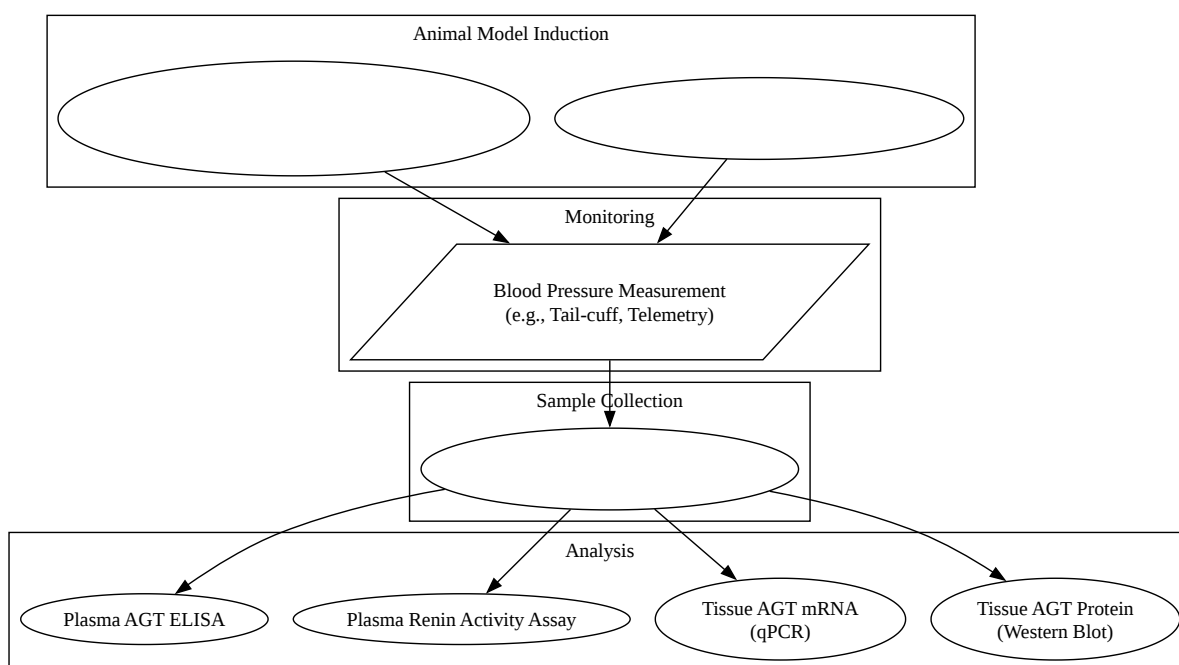 Animal Model Induction
Monitoring
Blood Pressure Measurement
(e.g., Tail-cuff, Telemetry)
Sample Collection
Analysis
Plasma AGT ELISA
Plasma Renin Activity Assay
Tissue AGT mRNA
(qPCR)
Tissue AGT Protein
(Western Blot)